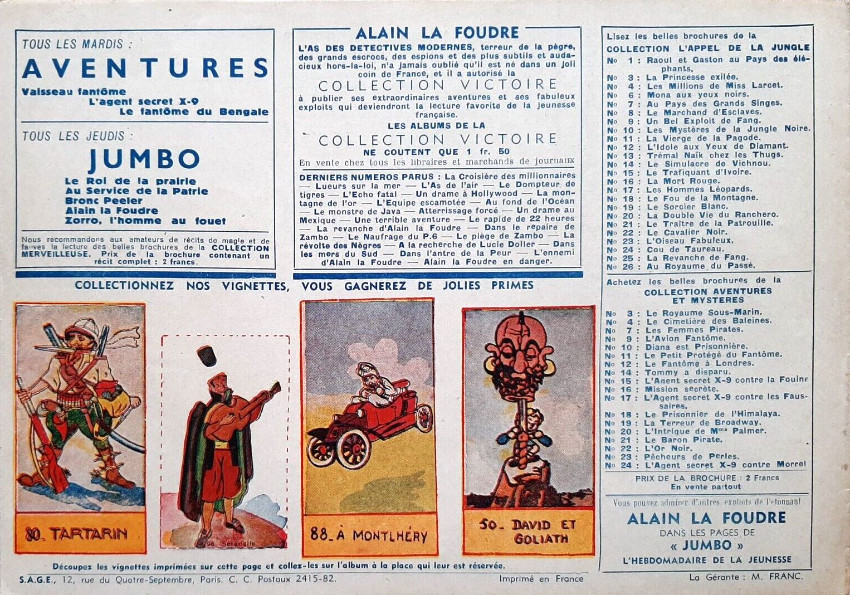 TOUS LES MARDIS :
AVENTURES
Vaisseau fantôme
L'agent secret X-9
Le fantôme du Bengale
TOUS LES JEUDIS :
JUMBO
Le Roi de la prairie
Au Service de la Patrie
Bronc Peeler
Alain la Foudre
Zorro, l'homme au fouet
Nous recommandons aux amateurs de récits de magie et de
féeries la lecture des belles brochures de la COLLECTION
MERVEILLEUSE. Prix de la brochure contenant un
récit complet : 2 francs.
ALAIN LA FOUDRE
L'AS DES DETECTIVES MODERNES, terreur de la pègre,
des grands escrocs, des espions et des plus subtils et auda-
cieux hors-la-loi, n'a jamais oublié qu'il est né dans un joli
coin de France, et il a autorisé la
COLLECTION VICTOIRE
à publier ses extraordinaires aventures et ses fabuleux
exploits qui deviendront la lecture favorite de la jeunesse
française.
LES ALBUMS DE LA
COLLECTION VICTOIRE
NE COUTENT QUE 1 fr. 50
En vente chez tous les libraires et marchands de journaux
DERNIERS NUMEROS PARUS : La Croisière des millionnaires
— Lueurs sur la mer — L'As de l'air — Le Dompteur de
tigres — L'Echo fatal — Un drame à Hollywood — La mon-
tagne de l'or — L'Equipe escamotée — Au fond de l'Océan
— Le monstre de Java — Atterrissage forcé — Un drame au
Mexique — Une terrible aventure — Le rapide de 22 heures
— La revanche d'Alain la Foudre — Dans le repaire de
Zambo — Le Naufrage du P.6 — Le piège de Zambo — La
révolte des Nègres — A la recherche de Lucie Doller — Dans
les mers du Sud — Dans l'antre de la Peur — L'ennemi
d'Alain la Foudre — Alain la Foudre en danger.
Lisez les belles brochures de la
COLLECTION L'APPEL DE LA JUNGLE
No 1 : Raoul et Gaston au Pays des élé-
phants.
No 3 : La Princesse exilée.
No 4 : Les Millions de Miss Larcet.
No 6 : Mona aux yeux noirs.
No 7 : Au Pays des Grands Singes.
No 8 : Le Marchand d'Esclaves.
No 9 : Un Bel Exploit de Fang.
No 10 : Les Mystères de la Jungle Noire.
No 11 : La Vierge de la Pagode.
No 12 : L'Idole aux Yeux de Diamant.
No 13 : Trémal Naïk chez les Thugs.
No 14 : Le Simulacre de Vichnou.
No 15 : Le Trafiquant d'Ivoire.
No 16 : La Mort Rouge.
No 17 : Les Hommes Léopards.
No 18 : Le Fou de la Montagne.
No 19 : Le Sorcier Blanc.
No 20 : La Double Vie du Ranchero.
No 21 : Le Traître de la Patrouille.
No 22 : Le Cavalier Noir.
No 23 : L'Oiseau Fabuleux.
No 24 : Cou de Taureau.
No 25 : La Revanche de Fang.
No 26 : Au Royaume du Passé.
Achetez les belles brochures de la
COLLECTION AVENTURES
ET MYSTERES
No 3 : Le Royaume Sous-Marin.
No 4 : Le Cimetière des Baleines.
No 7 : Les Femmes Pirates.
No 9 : L'Avion Fantôme.
No 10 : Diana est Prisonnière.
No 11 : Le Petit Protégé du Fantôme.
No 12 : Le Fantôme à Londres.
No 14 : Tommy a disparu.
No 15 : L'Agent secret X-9 contre la Fouine
No 16 : Mission secrète.
No 17 : L'Agent secret X-9 contre les Faus-
saires.
No 18 : Le Prisonnier de l'Himalaya.
No 19 : La Terreur de Broadway.
No 20 : L'Intrigue de Mme Palmer.
No 21 : Le Baron Pirate.
No 22 : L'Or Noir.
No 23 : Pêcheurs de Perles.
No 24 : L'Agent secret X-9 contre Morrel
PRIX DE LA BROCHURE : 2 Francs
En vente partout
Vous pouvez admirer d'autres exploits de l'étonnant
ALAIN LA FOUDRE
DANS LES PAGES DE
« JUMBO »
L'HEBDOMADAIRE DE LA JEUNESSE
COLLECTIONNEZ NOS VIGNETTES, VOUS GAGNEREZ DE JOLIES PRIMES
80_ TARTARIN
Sérénade
88_ À MONTLHÉRY
50_ DAVID ET
GOLIATH
Découpez les vignettes imprimées sur cette page et collez-les sur l'album à la place qui leur est réservée.
S.A.G.E., 12, rue du Quatre-Septembre, Paris. C. C. Postaux 2415-82.
Imprimé en France
La Gérante : M. FRANC.